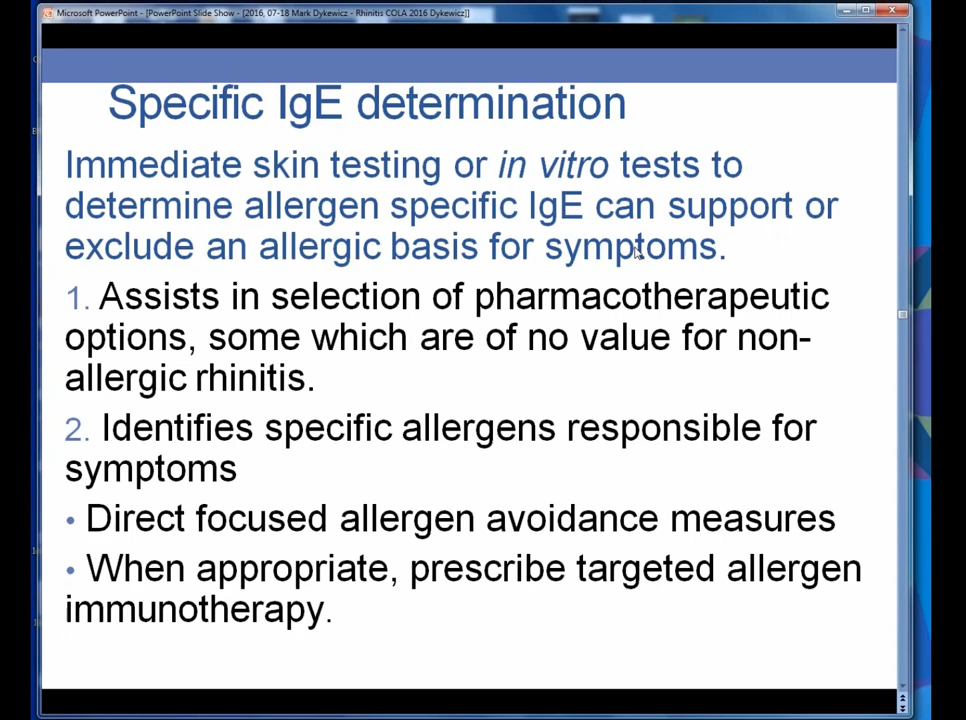 Microsoft PowerPoint - [PowerPoint Slide Show - [2016, 07-18 Mark Dykewicz - Rhinitis COLA 2016 Dykewicz]]
Specific IgE determination
Immediate skin testing or in vitro tests to
determine allergen specific IgE can support or
exclude an allergic basis for symptoms.
1. Assists in selection of pharmacotherapeutic
options, some which are of no value for non-
allergic rhinitis.
2. Identifies specific allergens responsible for
symptoms
• Direct focused allergen avoidance measures
• When appropriate, prescribe targeted allergen
immunotherapy.